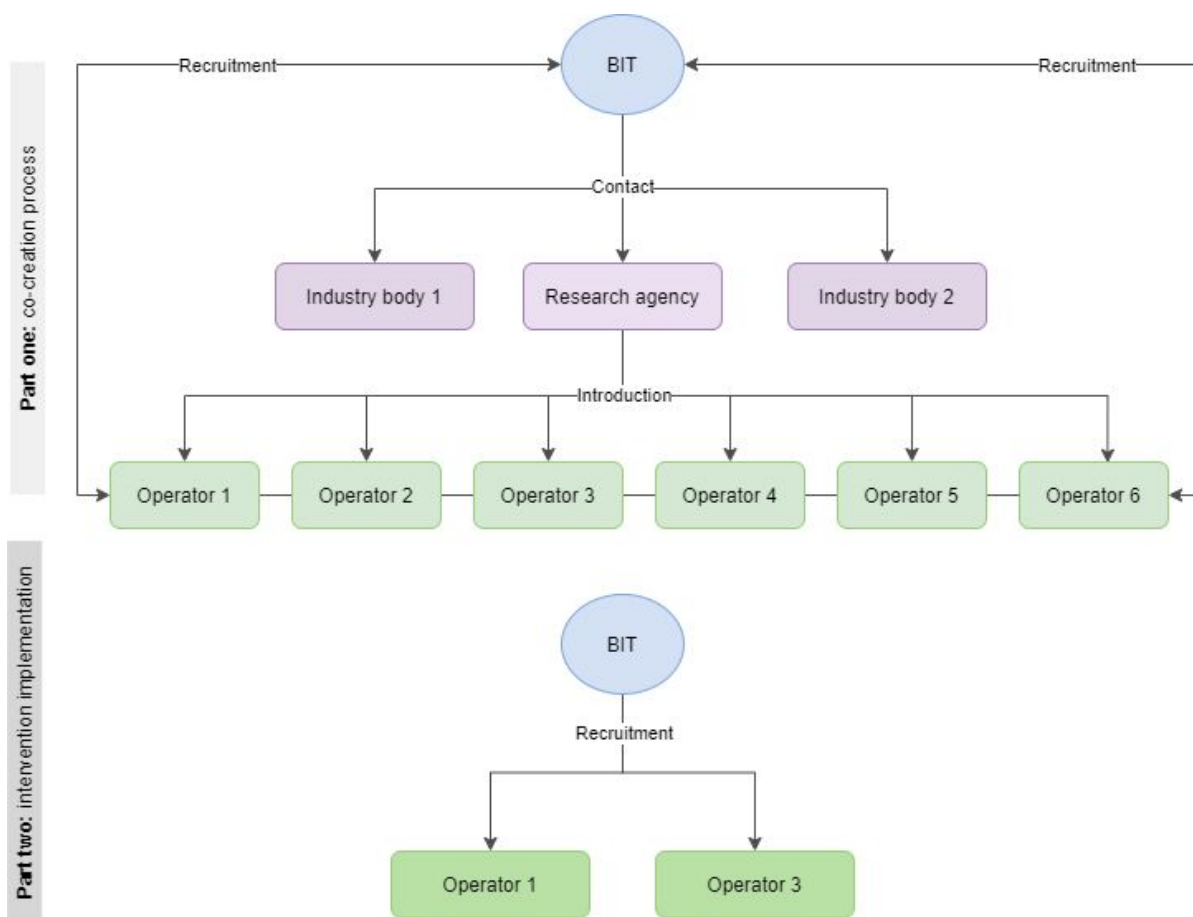 BIT
Recruitment
Recruitment
Contact
Industry body 1
Research agency
Industry body 2
Introduction
Operator 1
Operator 2
Operator 3
Operator 4
Operator 5
Operator 6
Part one: co-creation process
BIT
Recruitment
Operator 1
Operator 3
Part two: intervention implementation